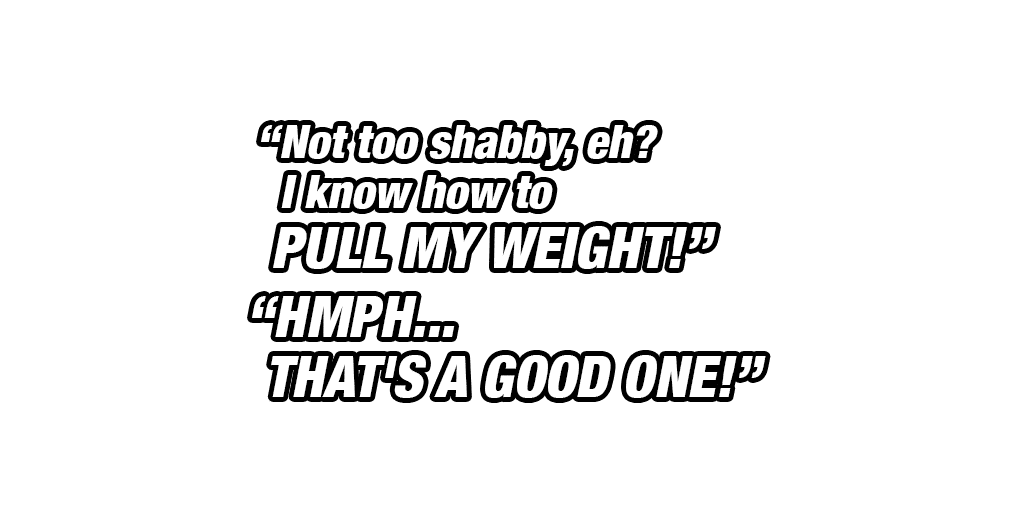 “Not too shabby, eh?
I know how to
PULL MY WEIGHT!”
“HMPH...
THAT'S A GOOD ONE!”